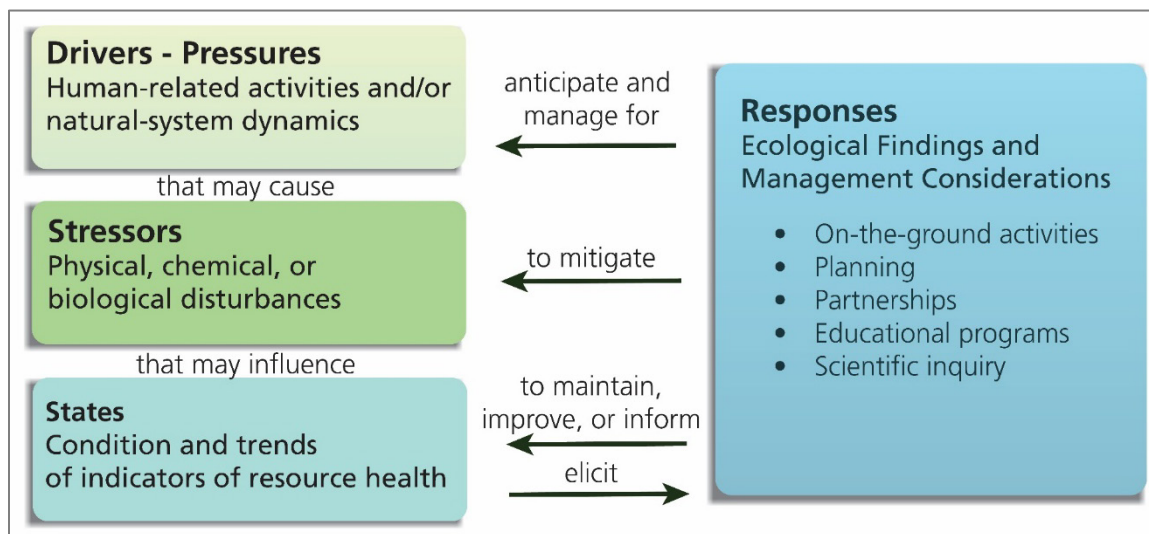 Drivers - Pressures
Human-related activities and/or
natural-system dynamics
that may cause
Stressors
Physical, chemical, or
biological disturbances
that may influence
States
Condition and trends
of indicators of resource health
anticipate and
manage for
to mitigate
to maintain,
improve, or inform
elicit
Responses
Ecological Findings and
Management Considerations
• On-the-ground activities
• Planning
• Partnerships
• Educational programs
• Scientific inquiry